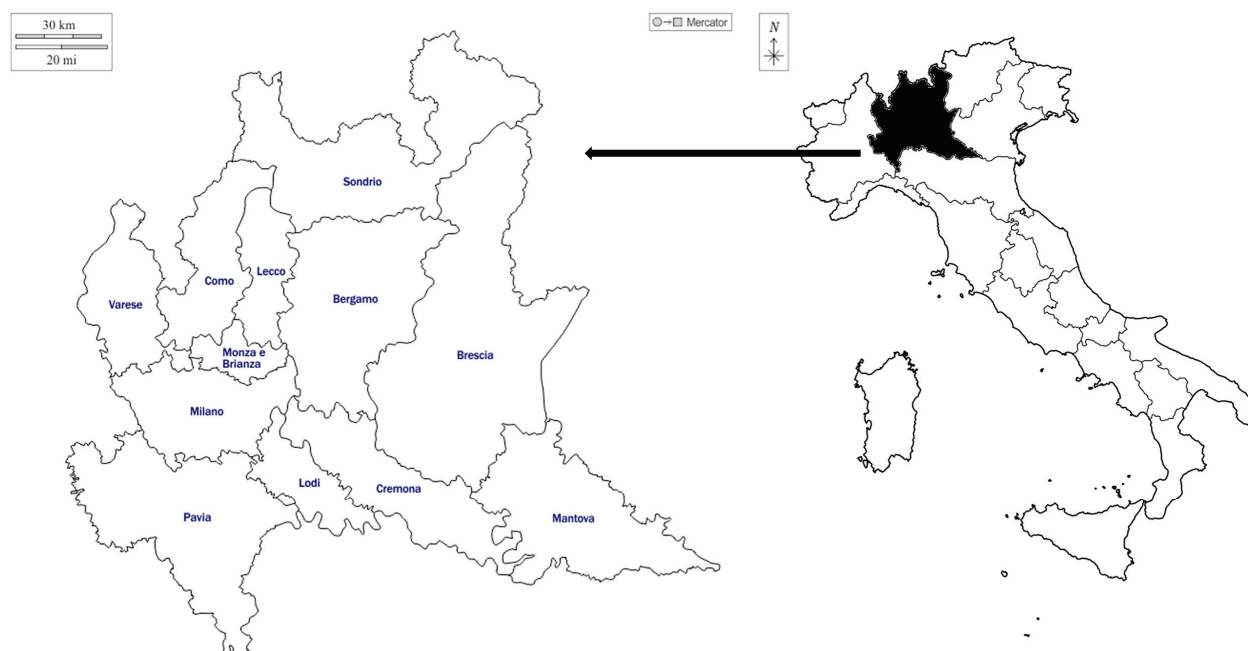 30 km
20 mi
Mercator
N
Sondrio
Como
Lecco
Varese
Bergamo
Monza e
Brianza
Brescia
Milano
Lodi
Cremona
Pavia
Mantova